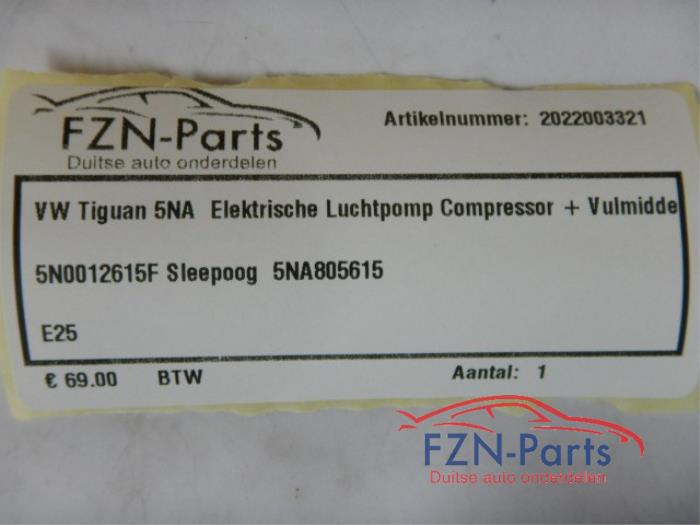 FZN-Parts
Duitse auto onderdelen
Artikelnummer: 2022003321
VW Tiguan 5NA Elektrische Luchtpomp Compressor + Vulmidde
5N0012615F Sleepoog 5NA805615
E25
€ 69.00 BTW Aantal: 1
FZN-Parts
Duitse auto onderdelen